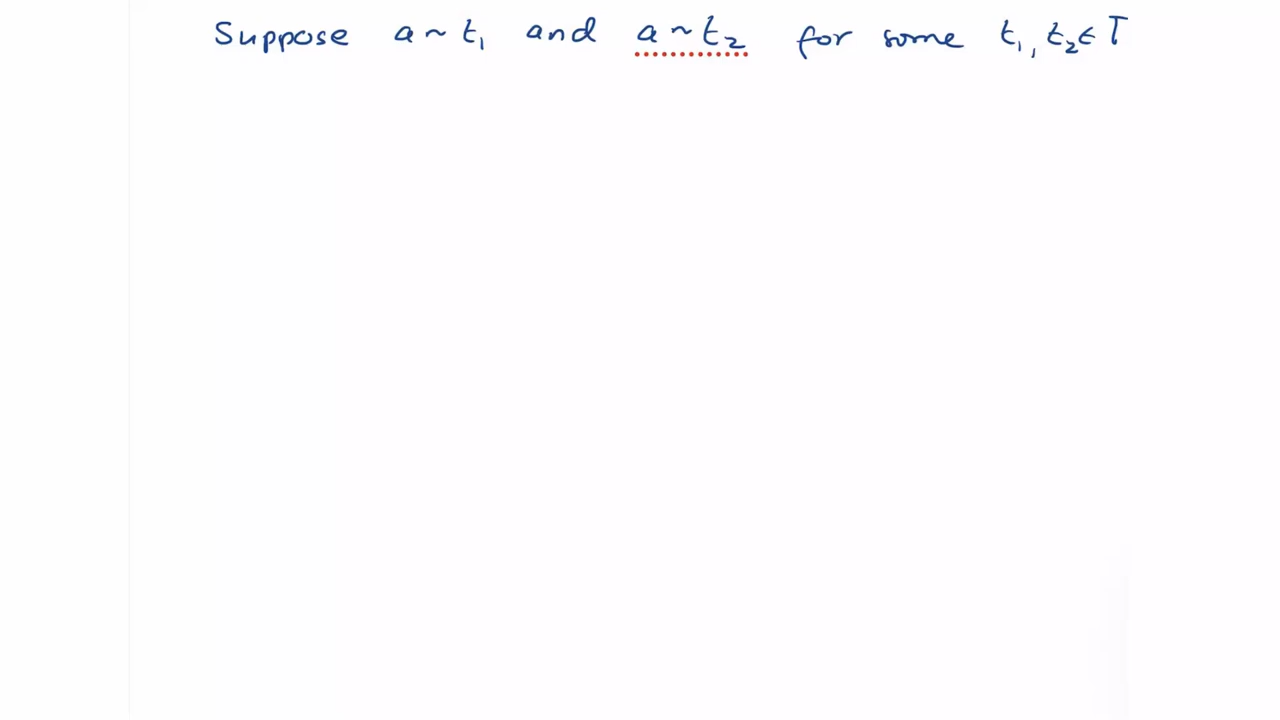 Suppose a ~ t₁ and a ~ t₂ for some t₁, t₂ ∈ T